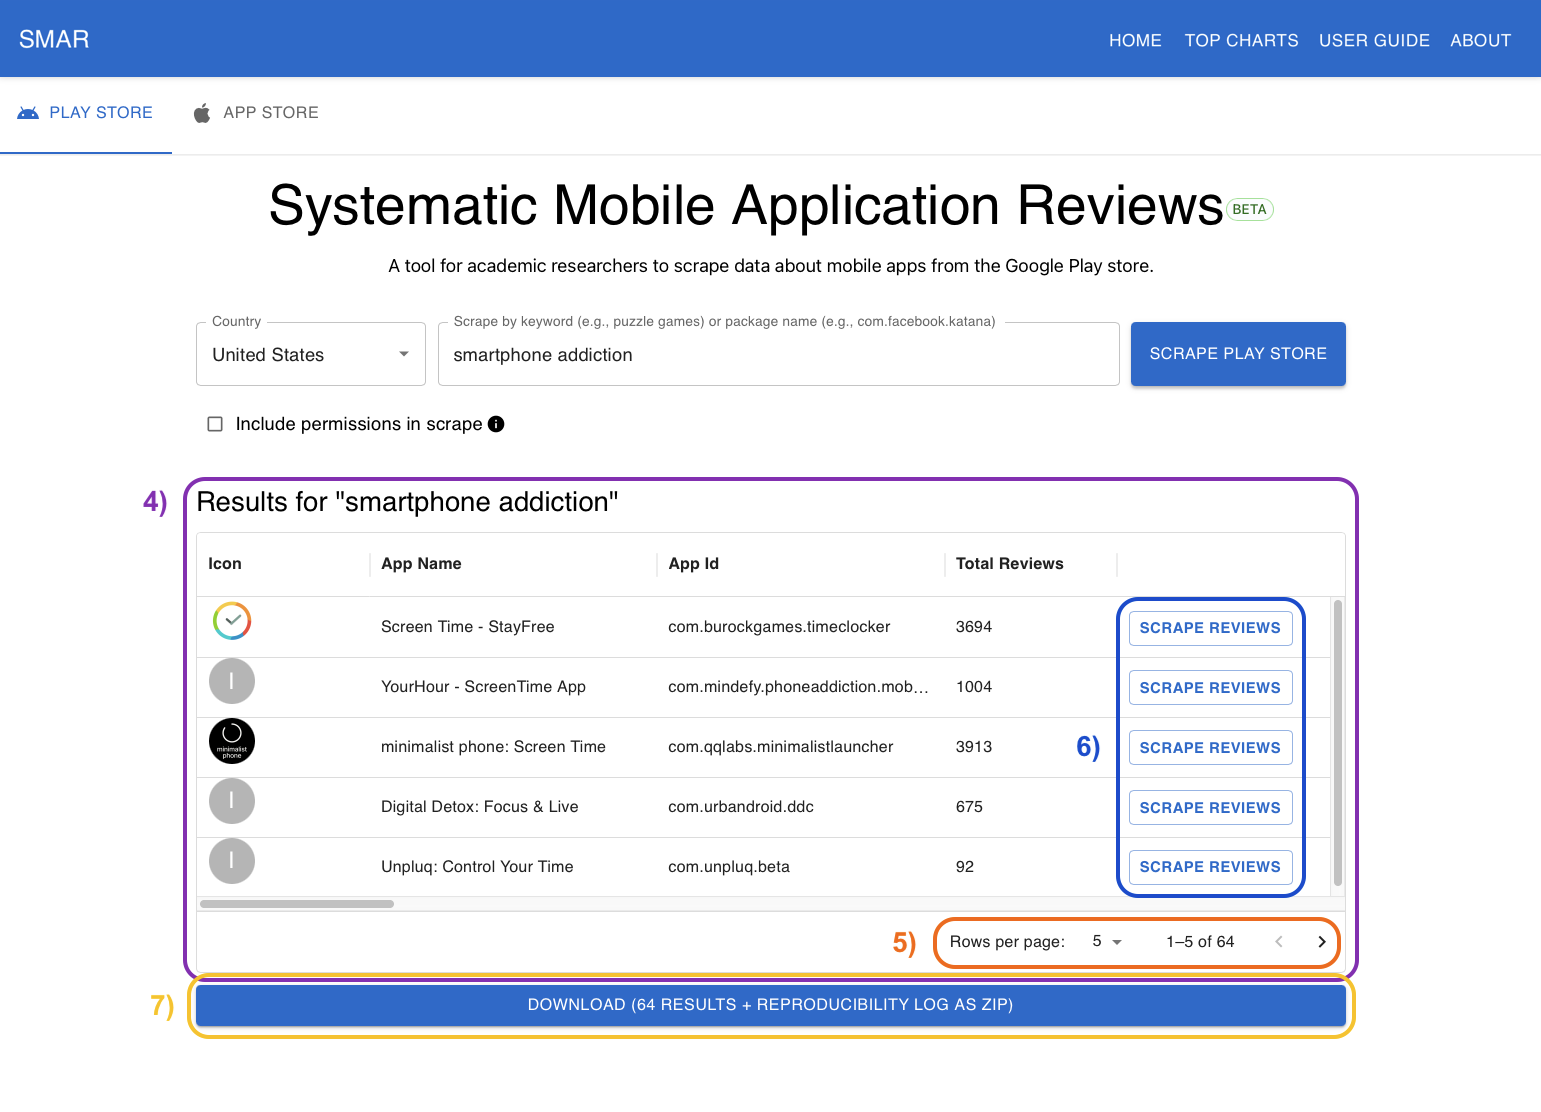 SMAR
HOME TOP CHARTS USER GUIDE ABOUT
PLAY STORE APP STORE
Systematic Mobile Application Reviews BETA
A tool for academic researchers to scrape data about mobile apps from the Google Play store.
Country
United States
Scrape by keyword (e.g., puzzle games) or package name (e.g., com.facebook.katana)
smartphone addiction
SCRAPE PLAY STORE
Include permissions in scrape
4) Results for "smartphone addiction"
Icon App Name App Id Total Reviews
Screen Time - StayFree com.burockgames.timeclocker 3694 SCRAPE REVIEWS
I YourHour - ScreenTime App com.mindefy.phoneaddiction.mob... 1004 SCRAPE REVIEWS
minimalist
phone
minimalist phone: Screen Time com.qqlabs.minimalistlauncher 3913 6) SCRAPE REVIEWS
I Digital Detox: Focus & Live com.urbandroid.ddc 675 SCRAPE REVIEWS
I Unpluq: Control Your Time com.unpluq.beta 92 SCRAPE REVIEWS
5) Rows per page: 5 1–5 of 64
7) DOWNLOAD (64 RESULTS + REPRODUCIBILITY LOG AS ZIP)